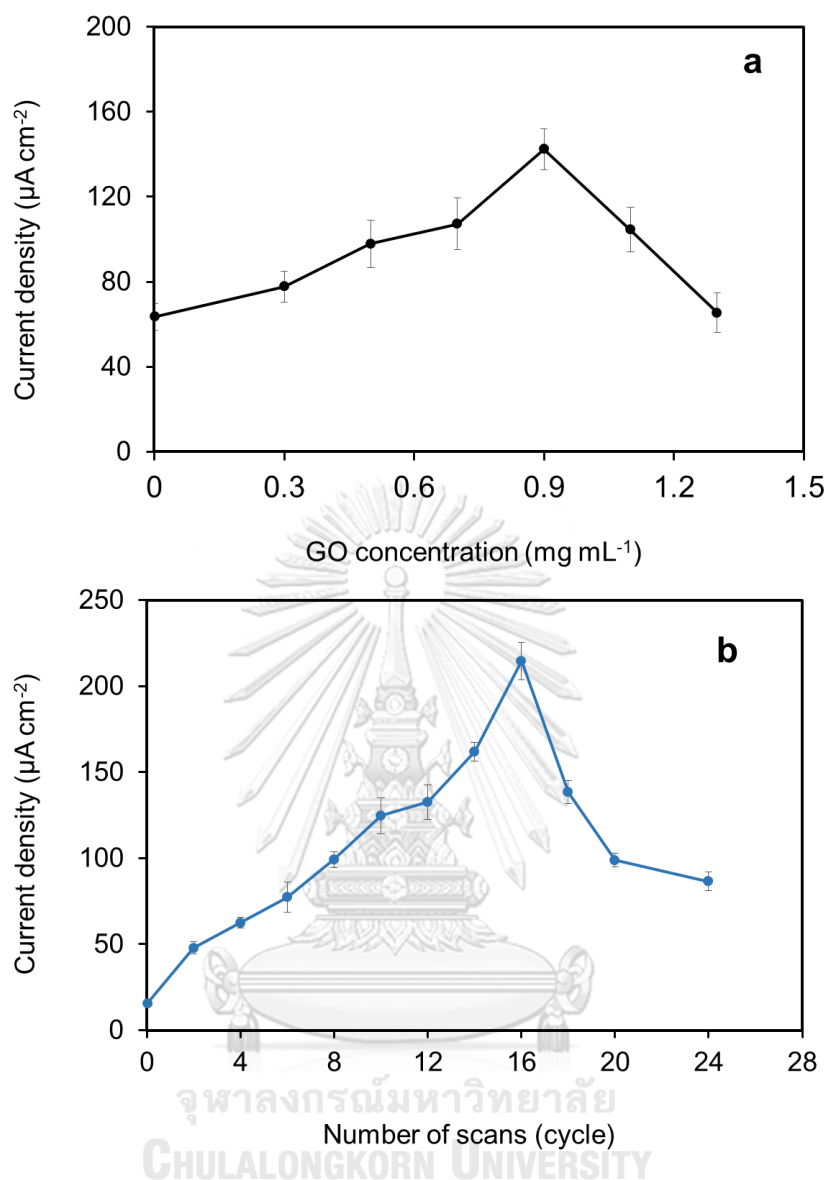 200
160
120
80
40
0
a
Current density (µA cm-2)
0 0.3 0.6 0.9 1.2 1.5
GO concentration (mg mL-1)
250
200
150
100
50
0
b
Current density (µA cm-2)
0 4 8 12 16 20 24 28
จุฬาลงกรณ์มหาวิทยาลัย
Number of scans (cycle)
CHULALONGKORN UNIVERSITY